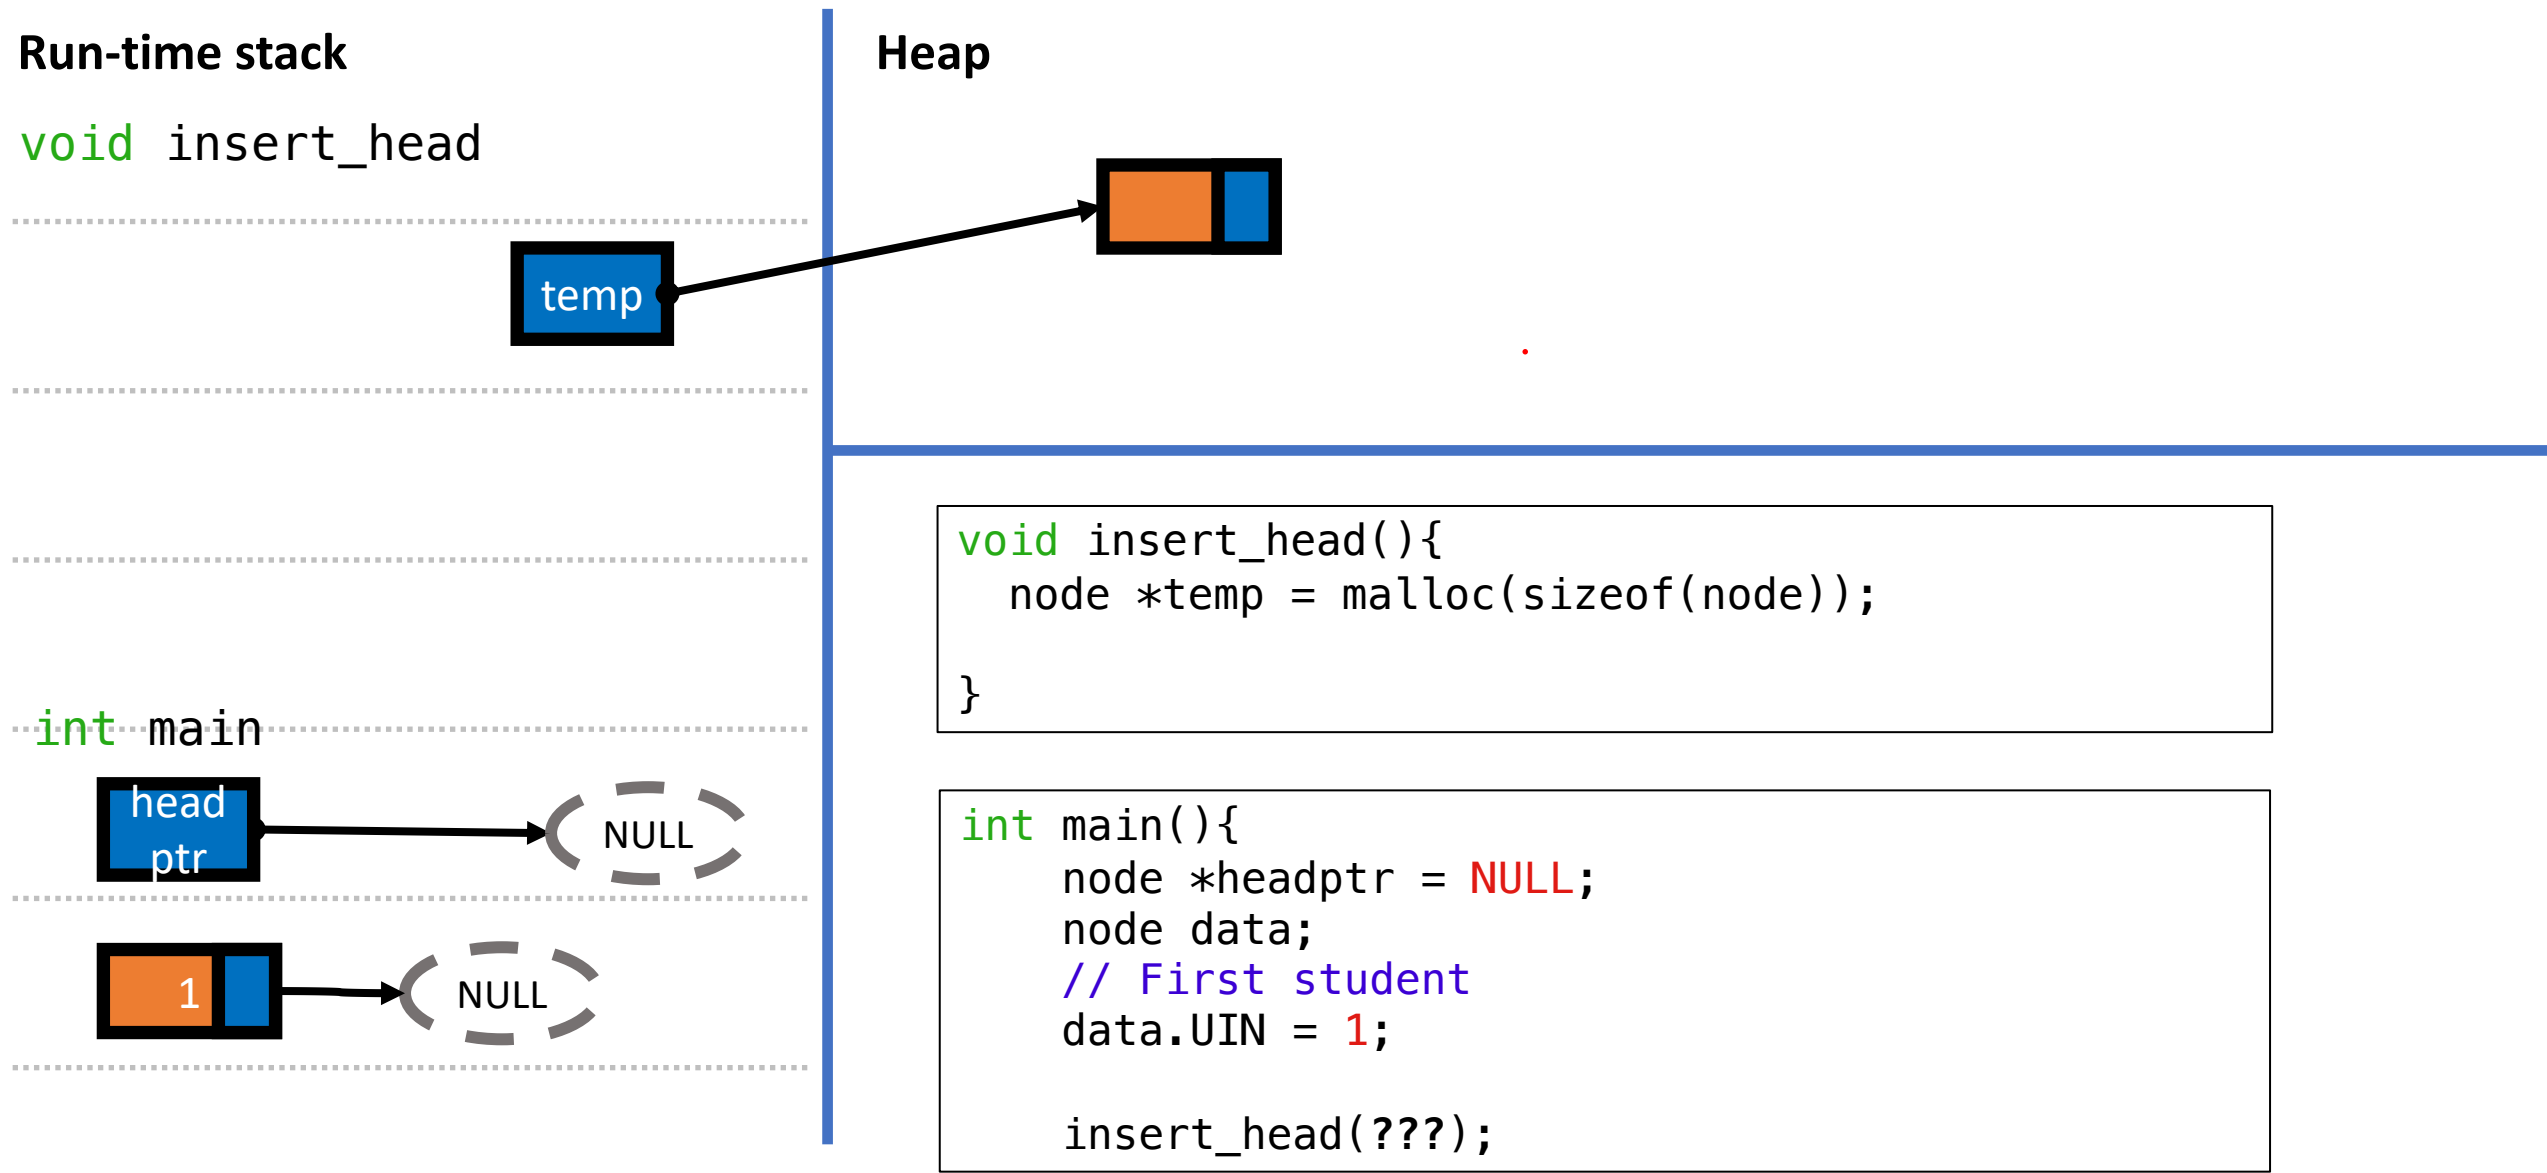 Run-time stack
void insert_head
temp
int main
head
ptr
NULL
1
NULL
Heap
void insert_head(){
  node *temp = malloc(sizeof(node));
}
int main(){
    node *headptr = NULL;
    node data;
    // First student
    data.UIN = 1;
    insert_head(???);